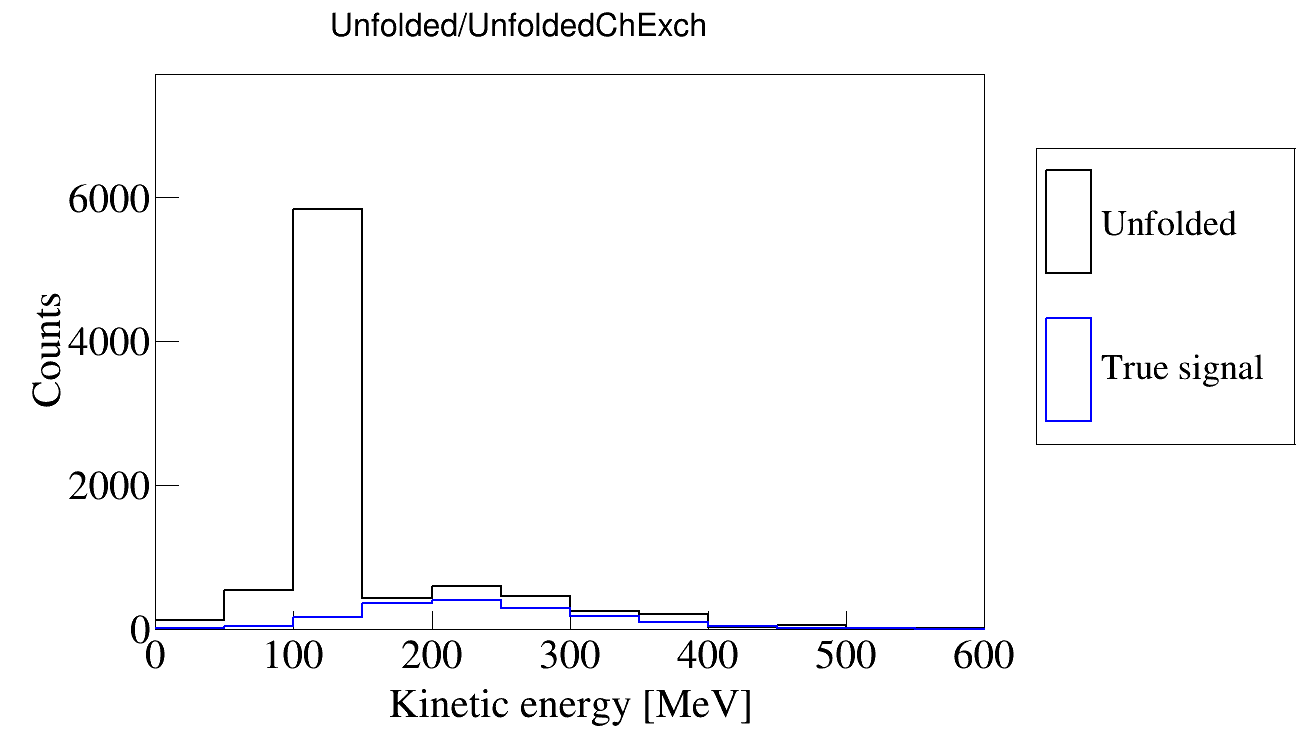 Unfolded/UnfoldedChExch
6000
4000
2000
0
Counts
0 100 200 300 400 500 600
Kinetic energy [MeV]
Unfolded
True signal